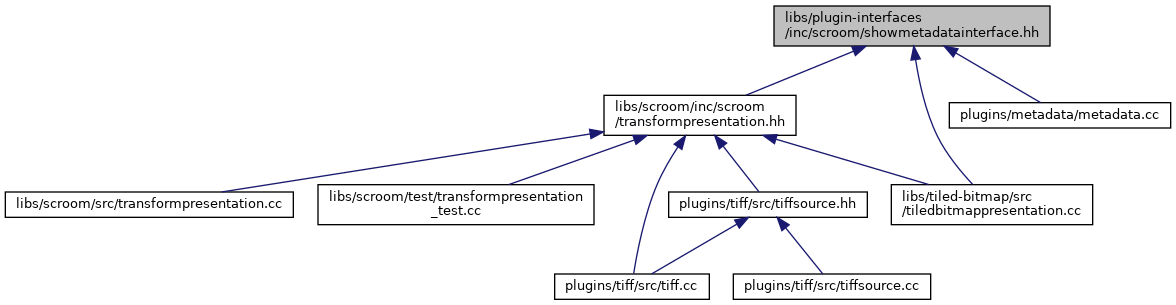 libs/plugin-interfaces
/inc/scroom/showmetadatainterface.hh
libs/scroom/inc/scroom
/transformpresentation.hh
plugins/metadata/metadata.cc
libs/scroom/src/transformpresentation.cc
libs/scroom/test/transformpresentation
_test.cc
plugins/tiff/src/tiffsource.hh
libs/tiled-bitmap/src
/tiledbitmappresentation.cc
plugins/tiff/src/tiff.cc
plugins/tiff/src/tiffsource.cc